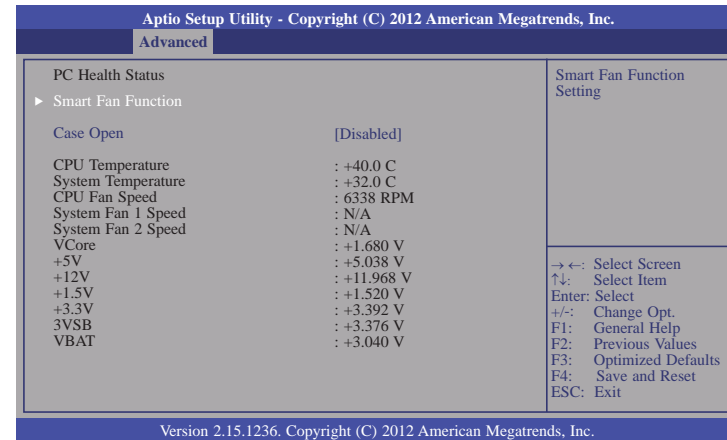 Aptio Setup Utility - Copyright (C) 2012 American Megatrends, Inc.
Advanced
PC Health Status
► Smart Fan Function
Case Open [Disabled]
CPU Temperature : +40.0 C
System Temperature : +32.0 C
CPU Fan Speed : 6338 RPM
System Fan 1 Speed : N/A
System Fan 2 Speed : N/A
VCore : +1.680 V
+5V : +5.038 V
+12V : +11.968 V
+1.5V : +1.520 V
+3.3V : +3.392 V
3VSB : +3.376 V
VBAT : +3.040 V
Smart Fan Function
Setting
→←: Select Screen
↑↓: Select Item
Enter: Select
+/-: Change Opt.
F1: General Help
F2: Previous Values
F3: Optimized Defaults
F4: Save and Reset
ESC: Exit
Version 2.15.1236. Copyright (C) 2012 American Megatrends, Inc.